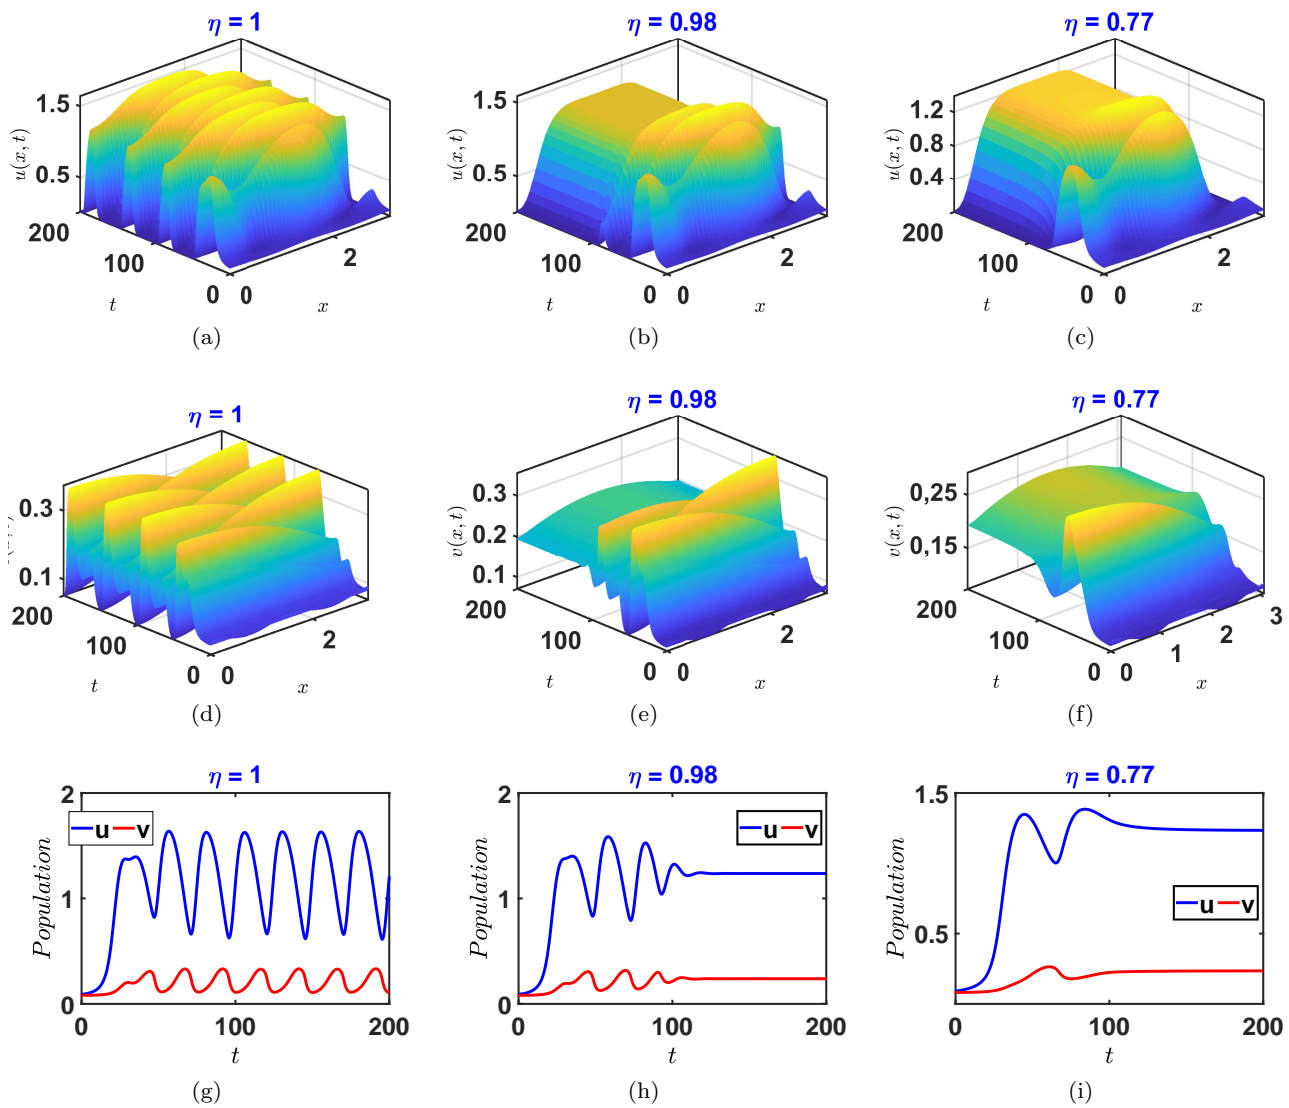 η = 1
η = 0.98
η = 0.77
1.5
0.5
u(x, t)
200
100
0
0
2
t
x
1.5
0.5
u(x, t)
200
100
0
0
2
t
x
1.2
0.8
0.4
u(x, t)
200
100
0
0
2
t
x
(a)
(b)
(c)
η = 1
η = 0.98
η = 0.77
0.3
0.1
200
100
0
0
2
t
x
0.3
0.2
0.1
v(x, t)
200
100
0
0
2
t
x
0,25
0.15
v(x, t)
200
100
0
0
1
2
3
t
x
(d)
(e)
(f)
η = 1
η = 0.98
η = 0.77
2
1
0
Population
u v
0
100
200
t
2
1
0
Population
u v
0
100
200
t
1.5
0.5
Population
u v
0
100
200
t
(g)
(h)
(i)